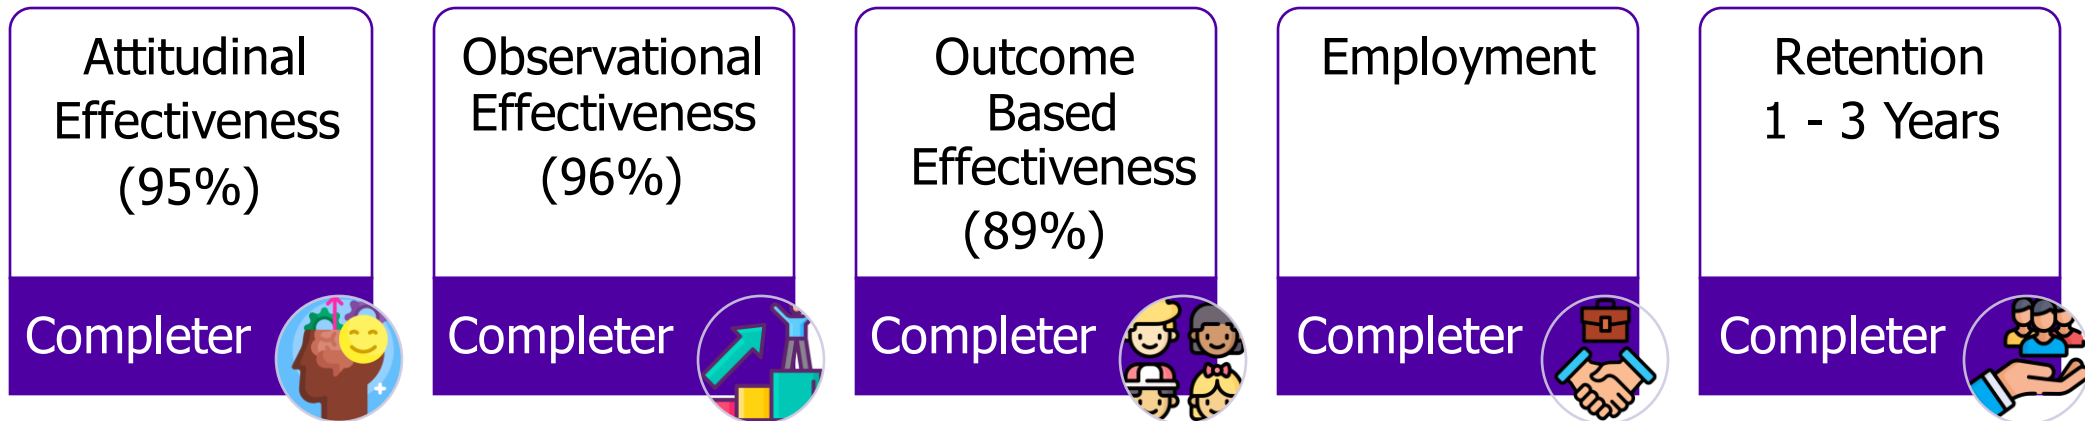 Attitudinal
Effectiveness
(95%)
Completer
Observational
Effectiveness
(96%)
Completer
Outcome
Based
Effectiveness
(89%)
Completer
Employment
Completer
Retention
1 - 3 Years
Completer